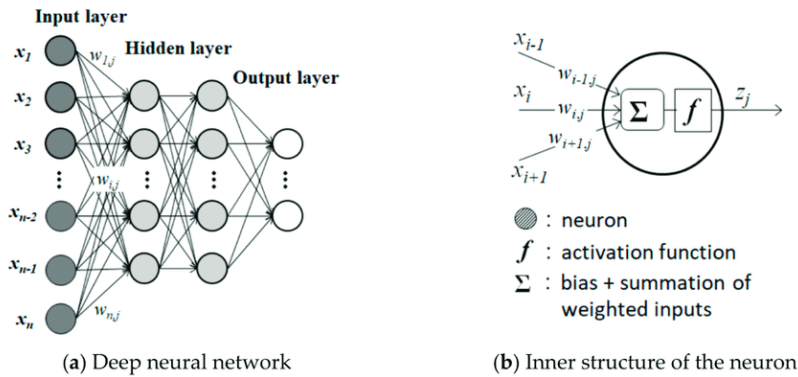 Input layer
Hidden layer
Output layer
x1
x2
x3
xn-2
xn-1
xn
w1,j
wi,j
wn,j
(a) Deep neural network
xi-1
xi
xi+1
wi-1,j
wi,j
wi+1,j
Σ
f
zj
: neuron
f : activation function
Σ : bias + summation of
weighted inputs
(b) Inner structure of the neuron